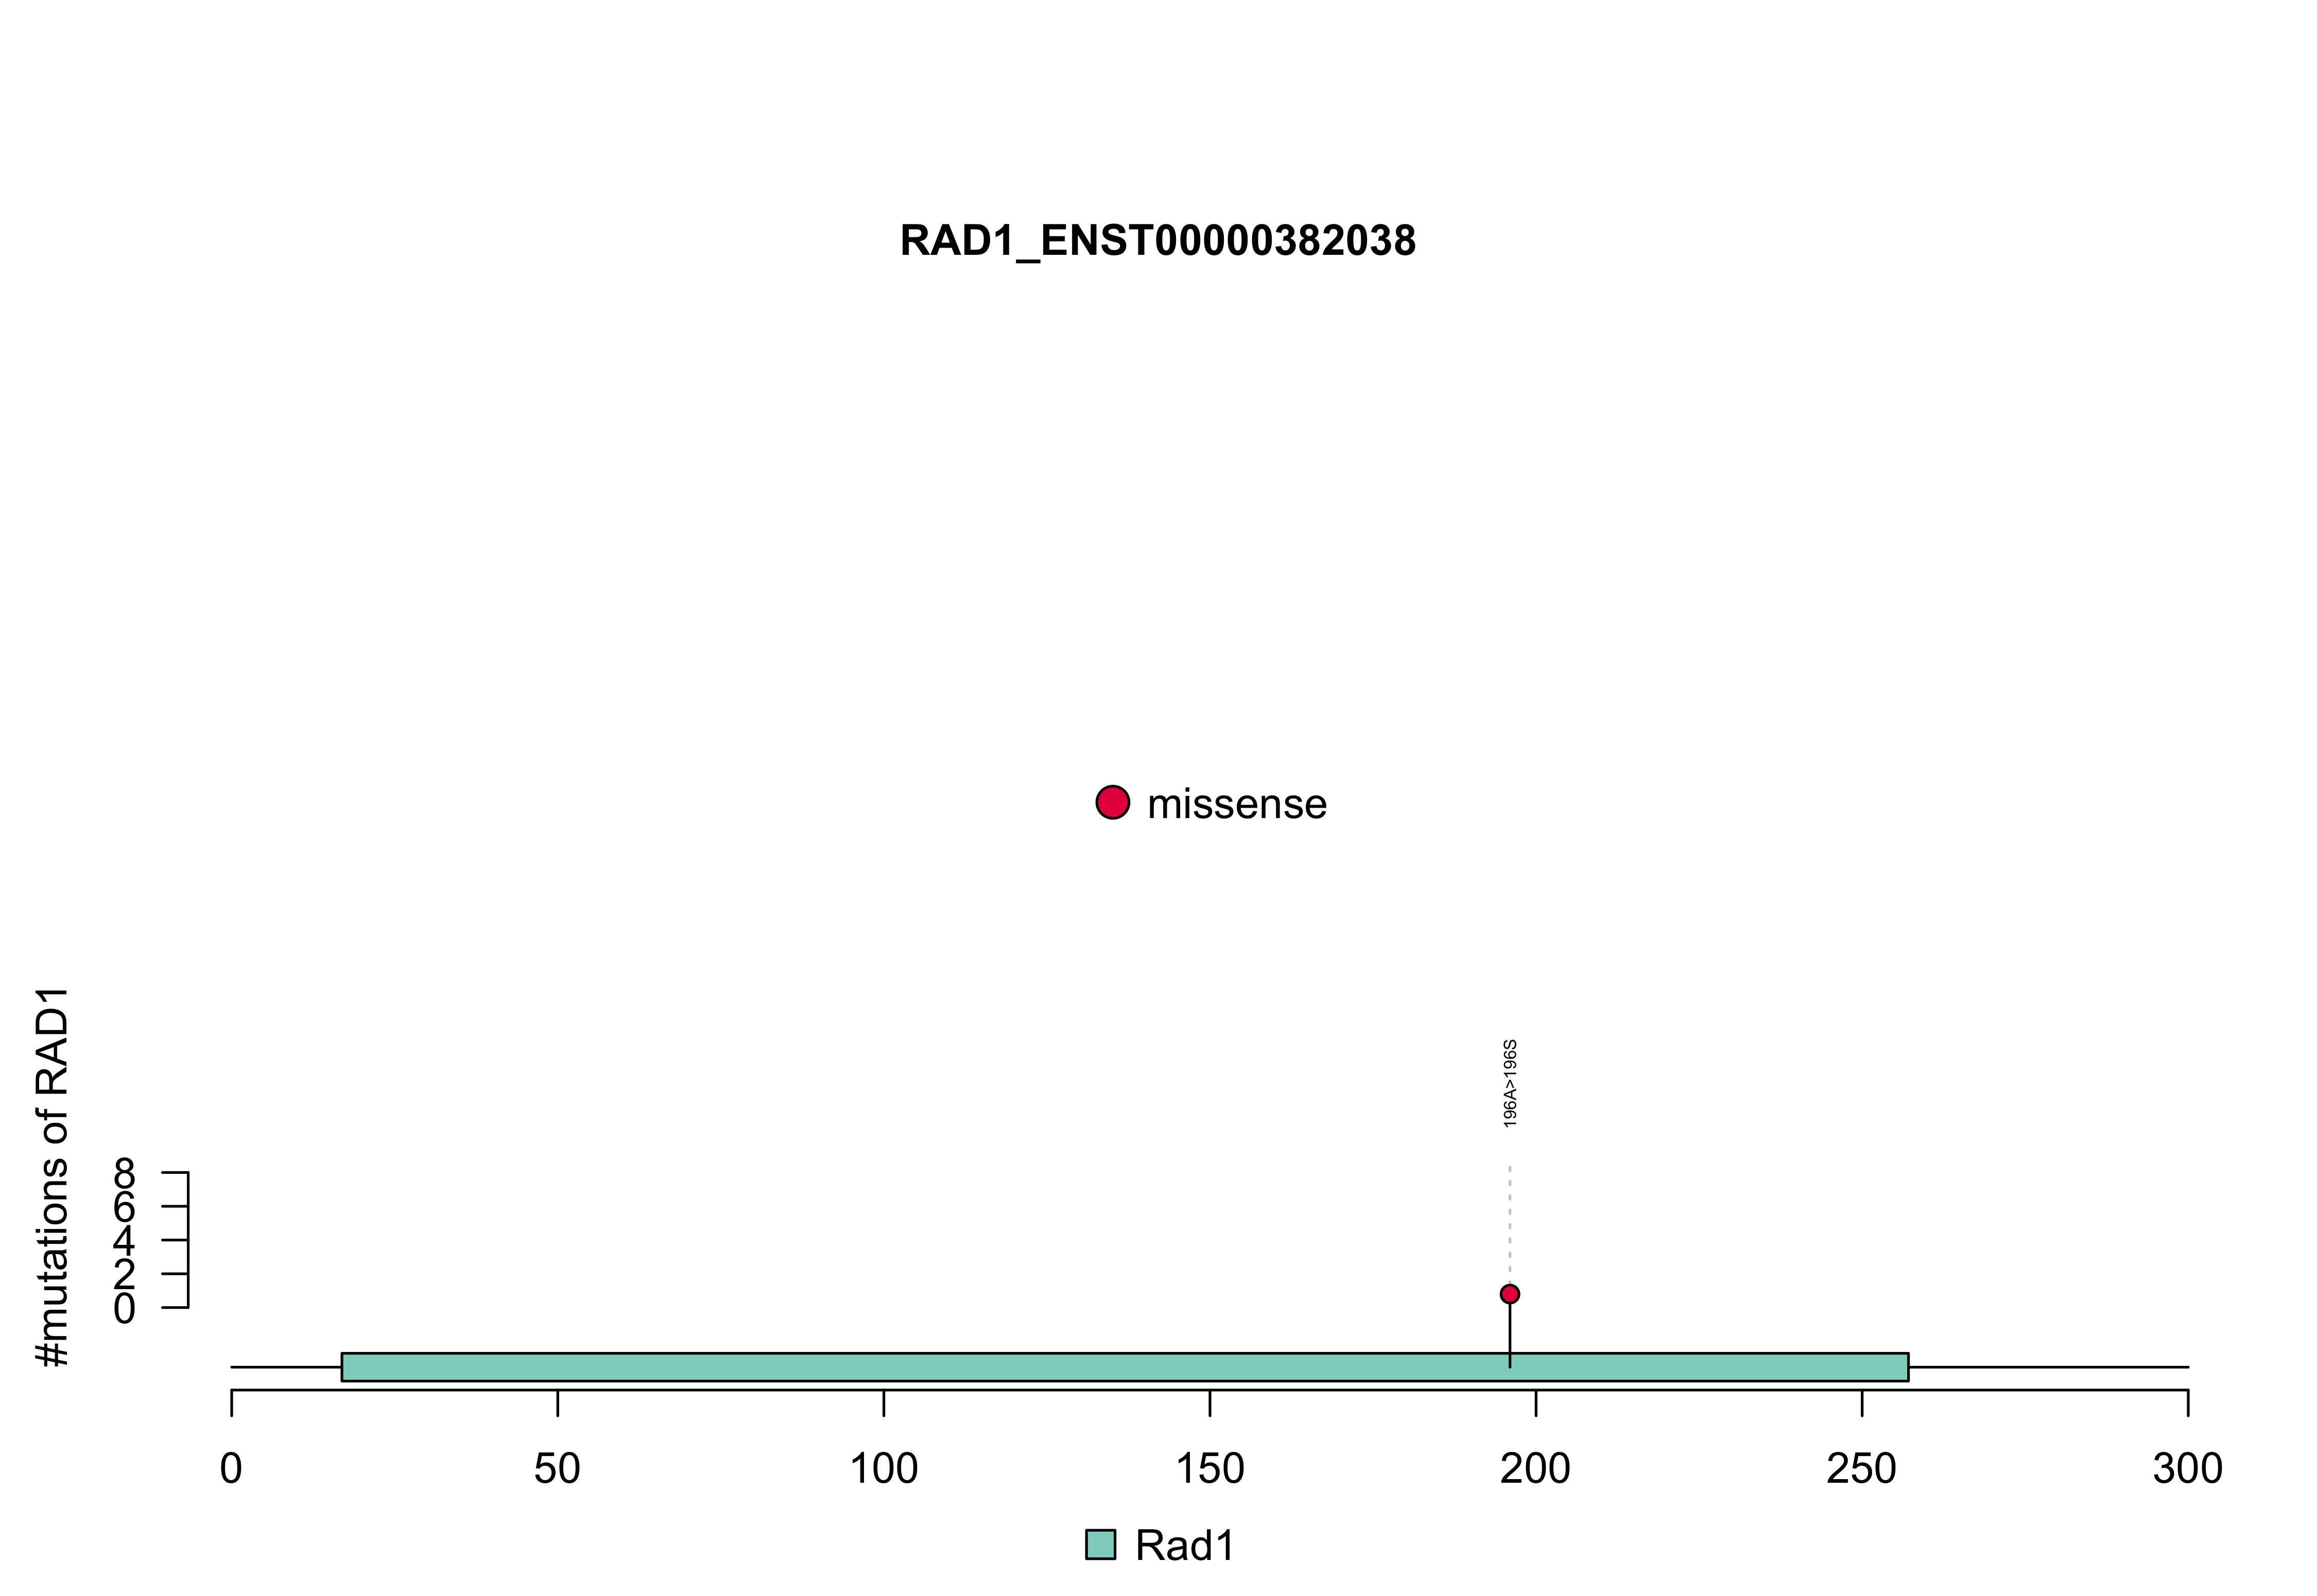 RAD1_ENST00000382038
missense
#mutations of RAD1
196A>196S
8
6
4
2
0
0 50 100 150 200 250 300
Rad1